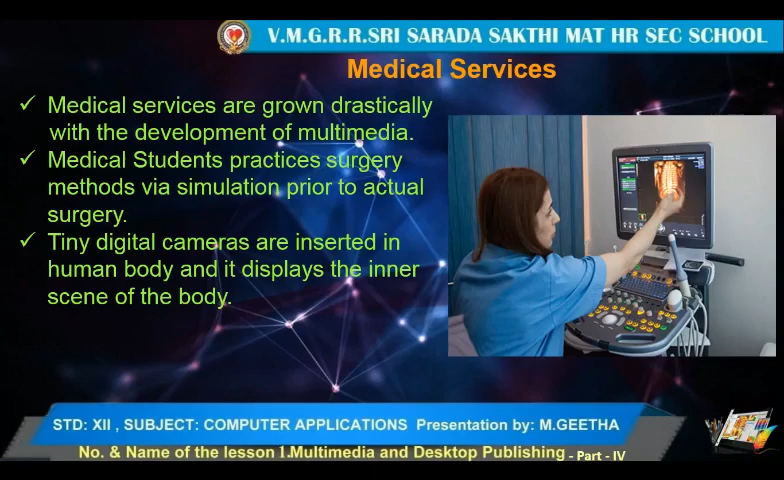 V.M.G.R.R.SRI SARADA SAKTHI MAT HR SEC SCHOOL
Medical Services
✓ Medical services are grown drastically
with the development of multimedia.
✓ Medical Students practices surgery
methods via simulation prior to actual
surgery.
✓ Tiny digital cameras are inserted in
human body and it displays the inner
scene of the body.
STD: XII , SUBJECT: COMPUTER APPLICATIONS Presentation by: M.GEETHA
No. & Name of the lesson 1.Multimedia and Desktop Publishing - Part - IV